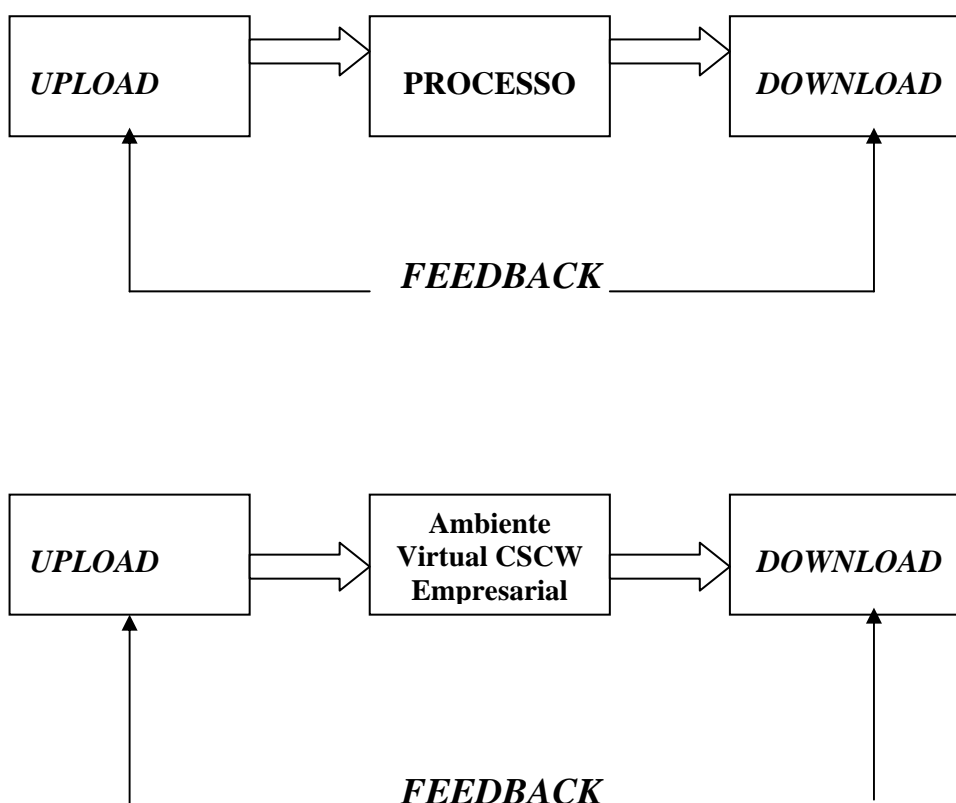 UPLOAD
PROCESSO
DOWNLOAD
FEEDBACK
UPLOAD
Ambiente
Virtual CSCW
Empresarial
DOWNLOAD
FEEDBACK